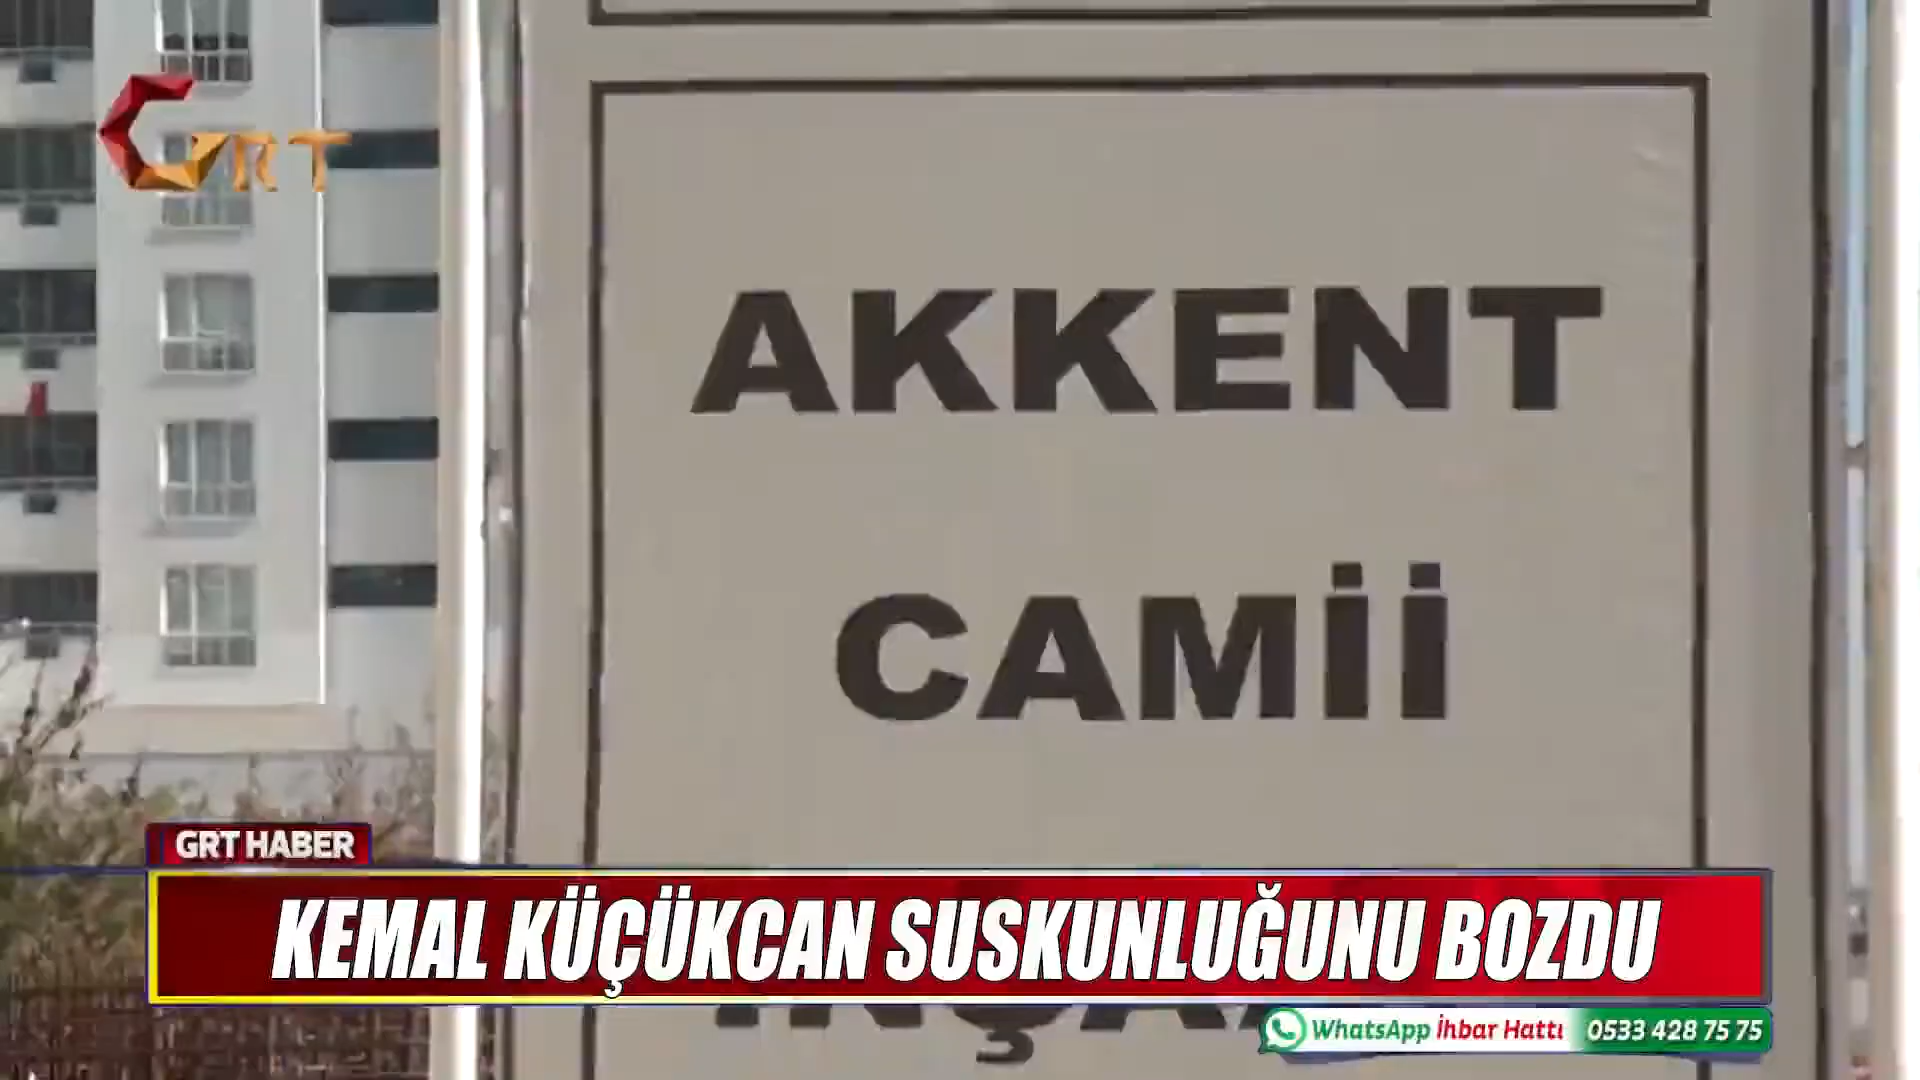 GRT
AKKENT
CAMİİ
GRT HABER
KEMAL KÜÇÜKCAN SUSKUNLUĞUNU BOZDU
WhatsApp İhbar Hattı 0533 428 75 75